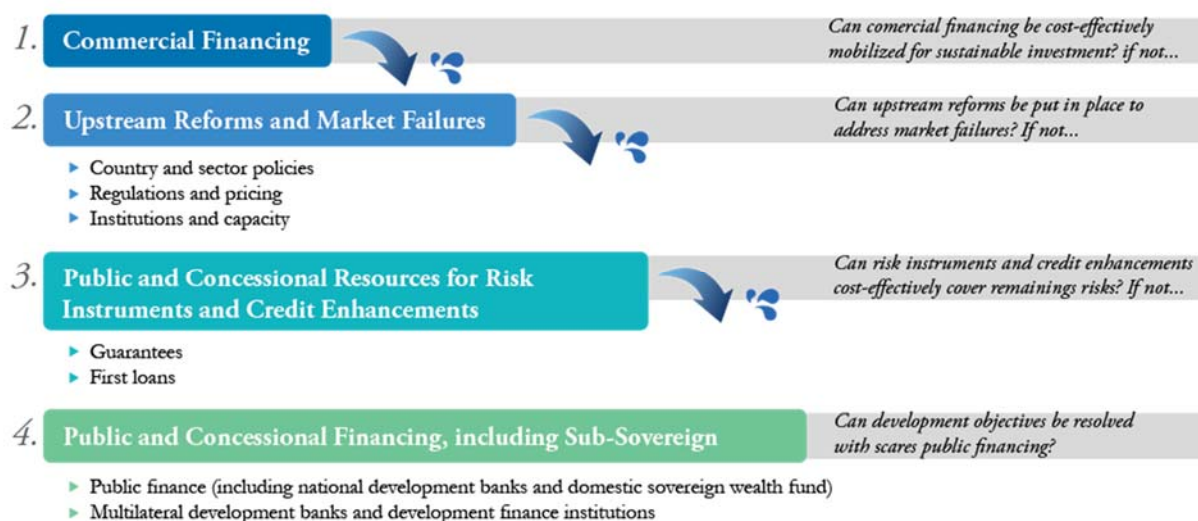 1. Commercial Financing
Can comercial financing be cost-effectively
mobilized for sustainable investment? if not...
2. Upstream Reforms and Market Failures
Can upstream reforms be put in place to
address market failures? If not...
▸ Country and sector policies
▸ Regulations and pricing
▸ Institutions and capacity
3. Public and Concessional Resources for Risk
Instruments and Credit Enhancements
Can risk instruments and credit enhancements
cost-effectively cover remainings risks? If not...
▸ Guarantees
▸ First loans
4. Public and Concessional Financing, including Sub-Sovereign
Can development objectives be resolved
with scares public financing?
▸ Public finance (including national development banks and domestic sovereign wealth fund)
▸ Multilateral development banks and development finance institutions